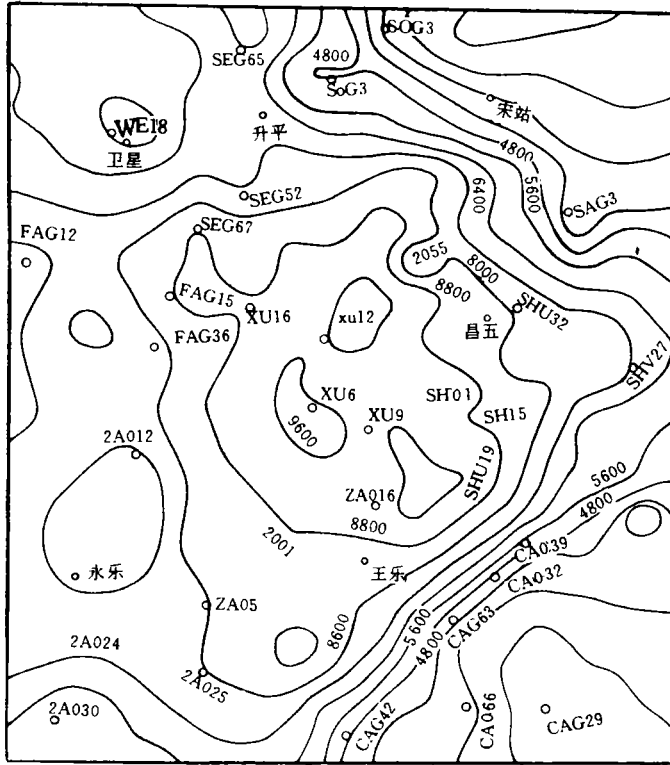 SOG3
SEG65
4800
SoG3
宋站
WE18
卫星
升平
4800
5600
6400
SEG52
SAG3
FAG12
SEG67
2055
8000
8800
FAG15
XU16
xu12
SHU32
昌五
FAG36
SHV27
XU6
SH01
9600
XU9
SH15
2A012
SHU19
ZA016
5600
4800
8800
2001
CA039
王乐
永乐
CA032
ZA05
5600
CAG63
8600
4800
2A024
2A025
2A030
CAG42
CA066
CAG29